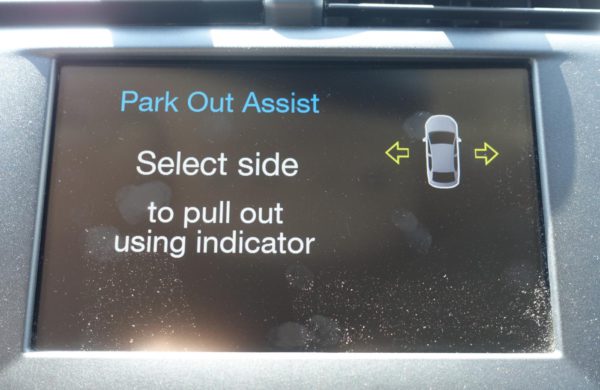 Park Out Assist
Select side
to pull out
using indicator